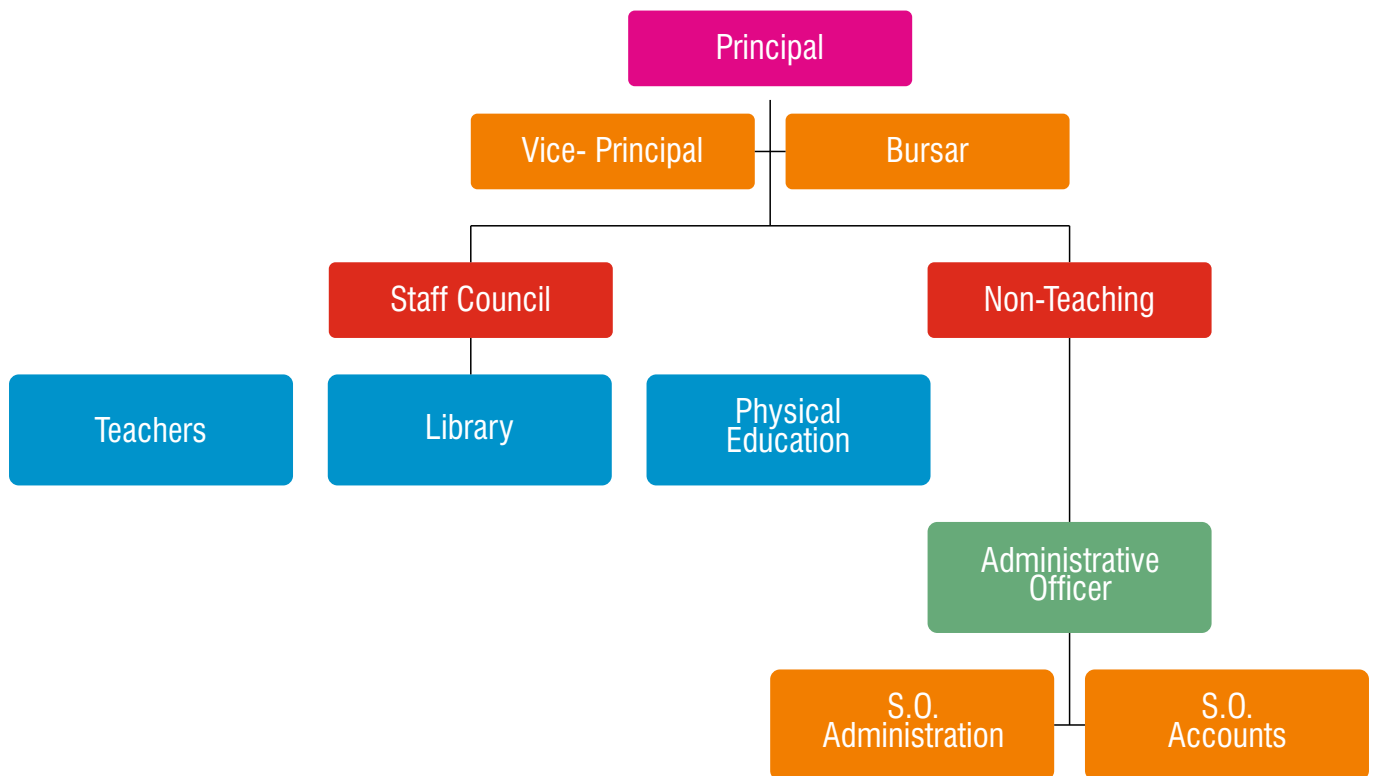 Principal
Vice- Principal
Bursar
Staff Council
Non-Teaching
Teachers
Library
Physical
Education
Administrative
Officer
S.O.
Administration
S.O.
Accounts